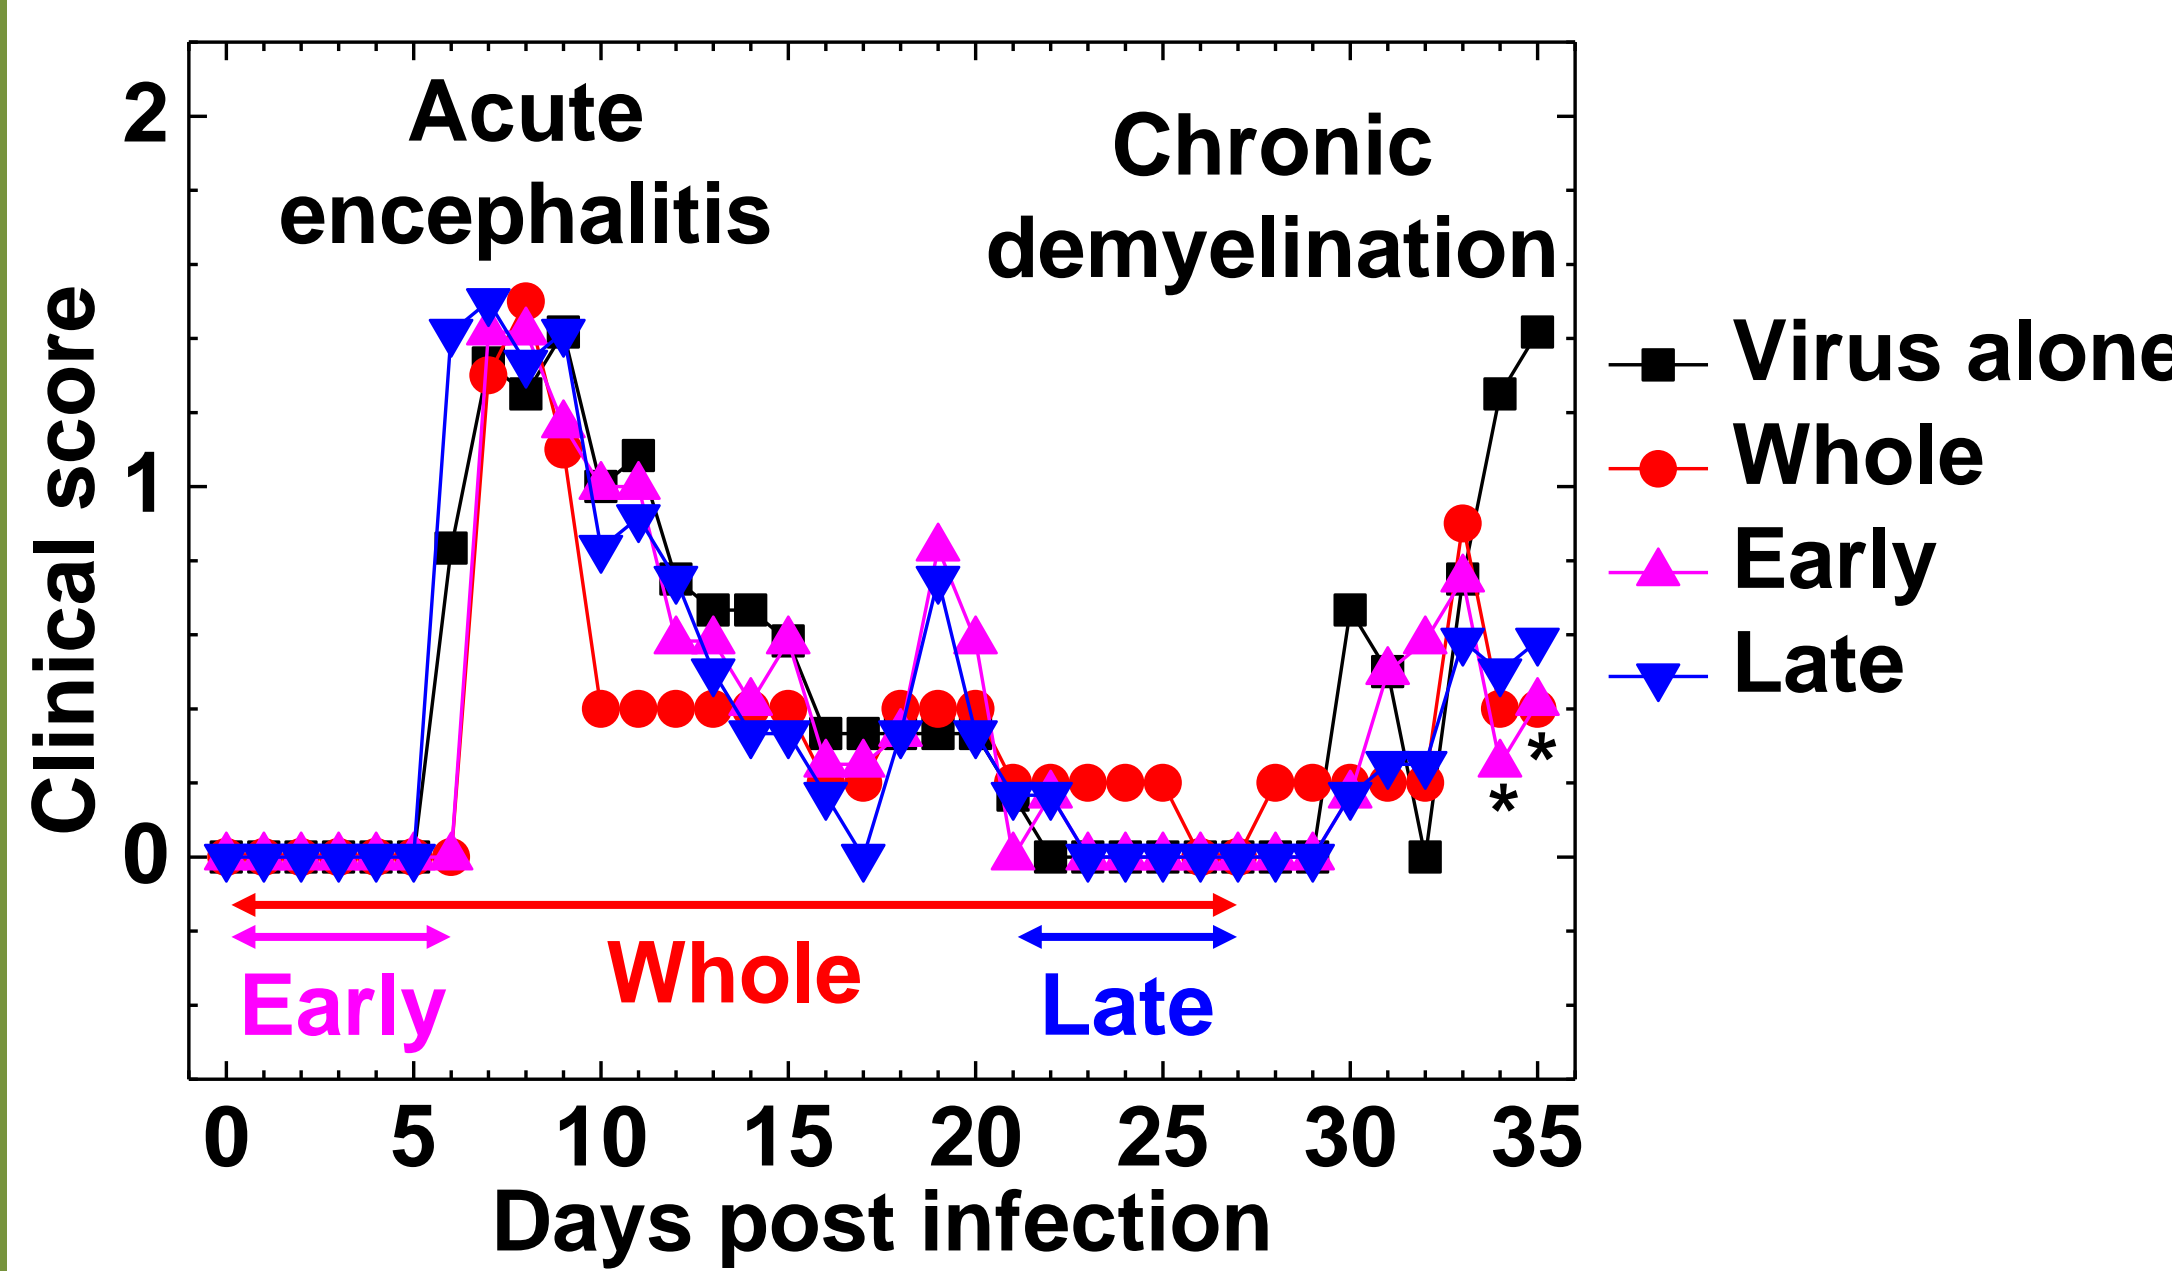 Acute
encephalitis
Chronic
demyelination
Clinical score
2
1
0
Virus alone
Whole
Early
Late
*
*
Whole
Early
Late
0 5 10 15 20 25 30 35
Days post infection